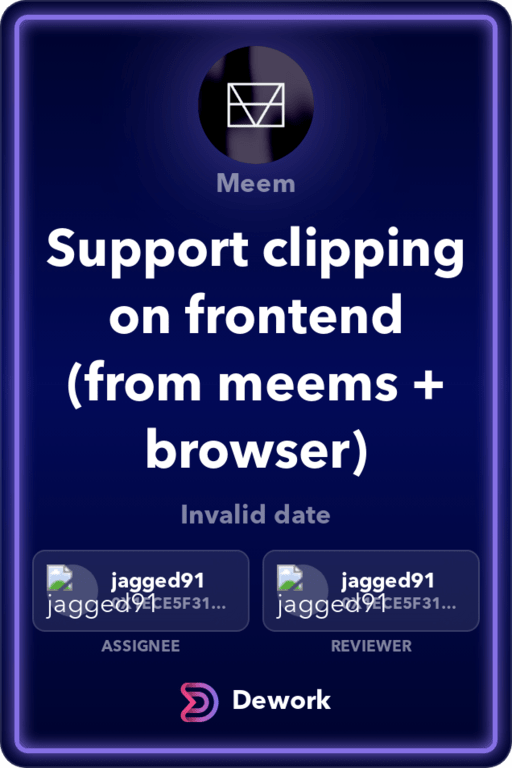 Meem
Support clipping
on frontend
(from meems +
browser)
Invalid date
jagged91
jagged91
jagged91
jagged91
ASSIGNEE
REVIEWER
Dework